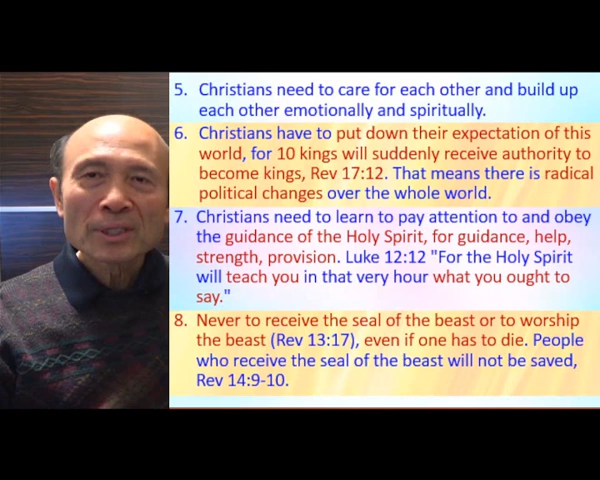 5. Christians need to care for each other and build up
each other emotionally and spiritually.
6. Christians have to put down their expectation of this
world, for 10 kings will suddenly receive authority to
become kings, Rev 17:12. That means there is radical
political changes over the whole world.
7. Christians need to learn to pay attention to and obey
the guidance of the Holy Spirit, for guidance, help,
strength, provision. Luke 12:12 "For the Holy Spirit
will teach you in that very hour what you ought to
say."
8. Never to receive the seal of the beast or to worship
the beast (Rev 13:17), even if one has to die. People
who receive the seal of the beast will not be saved,
Rev 14:9-10.